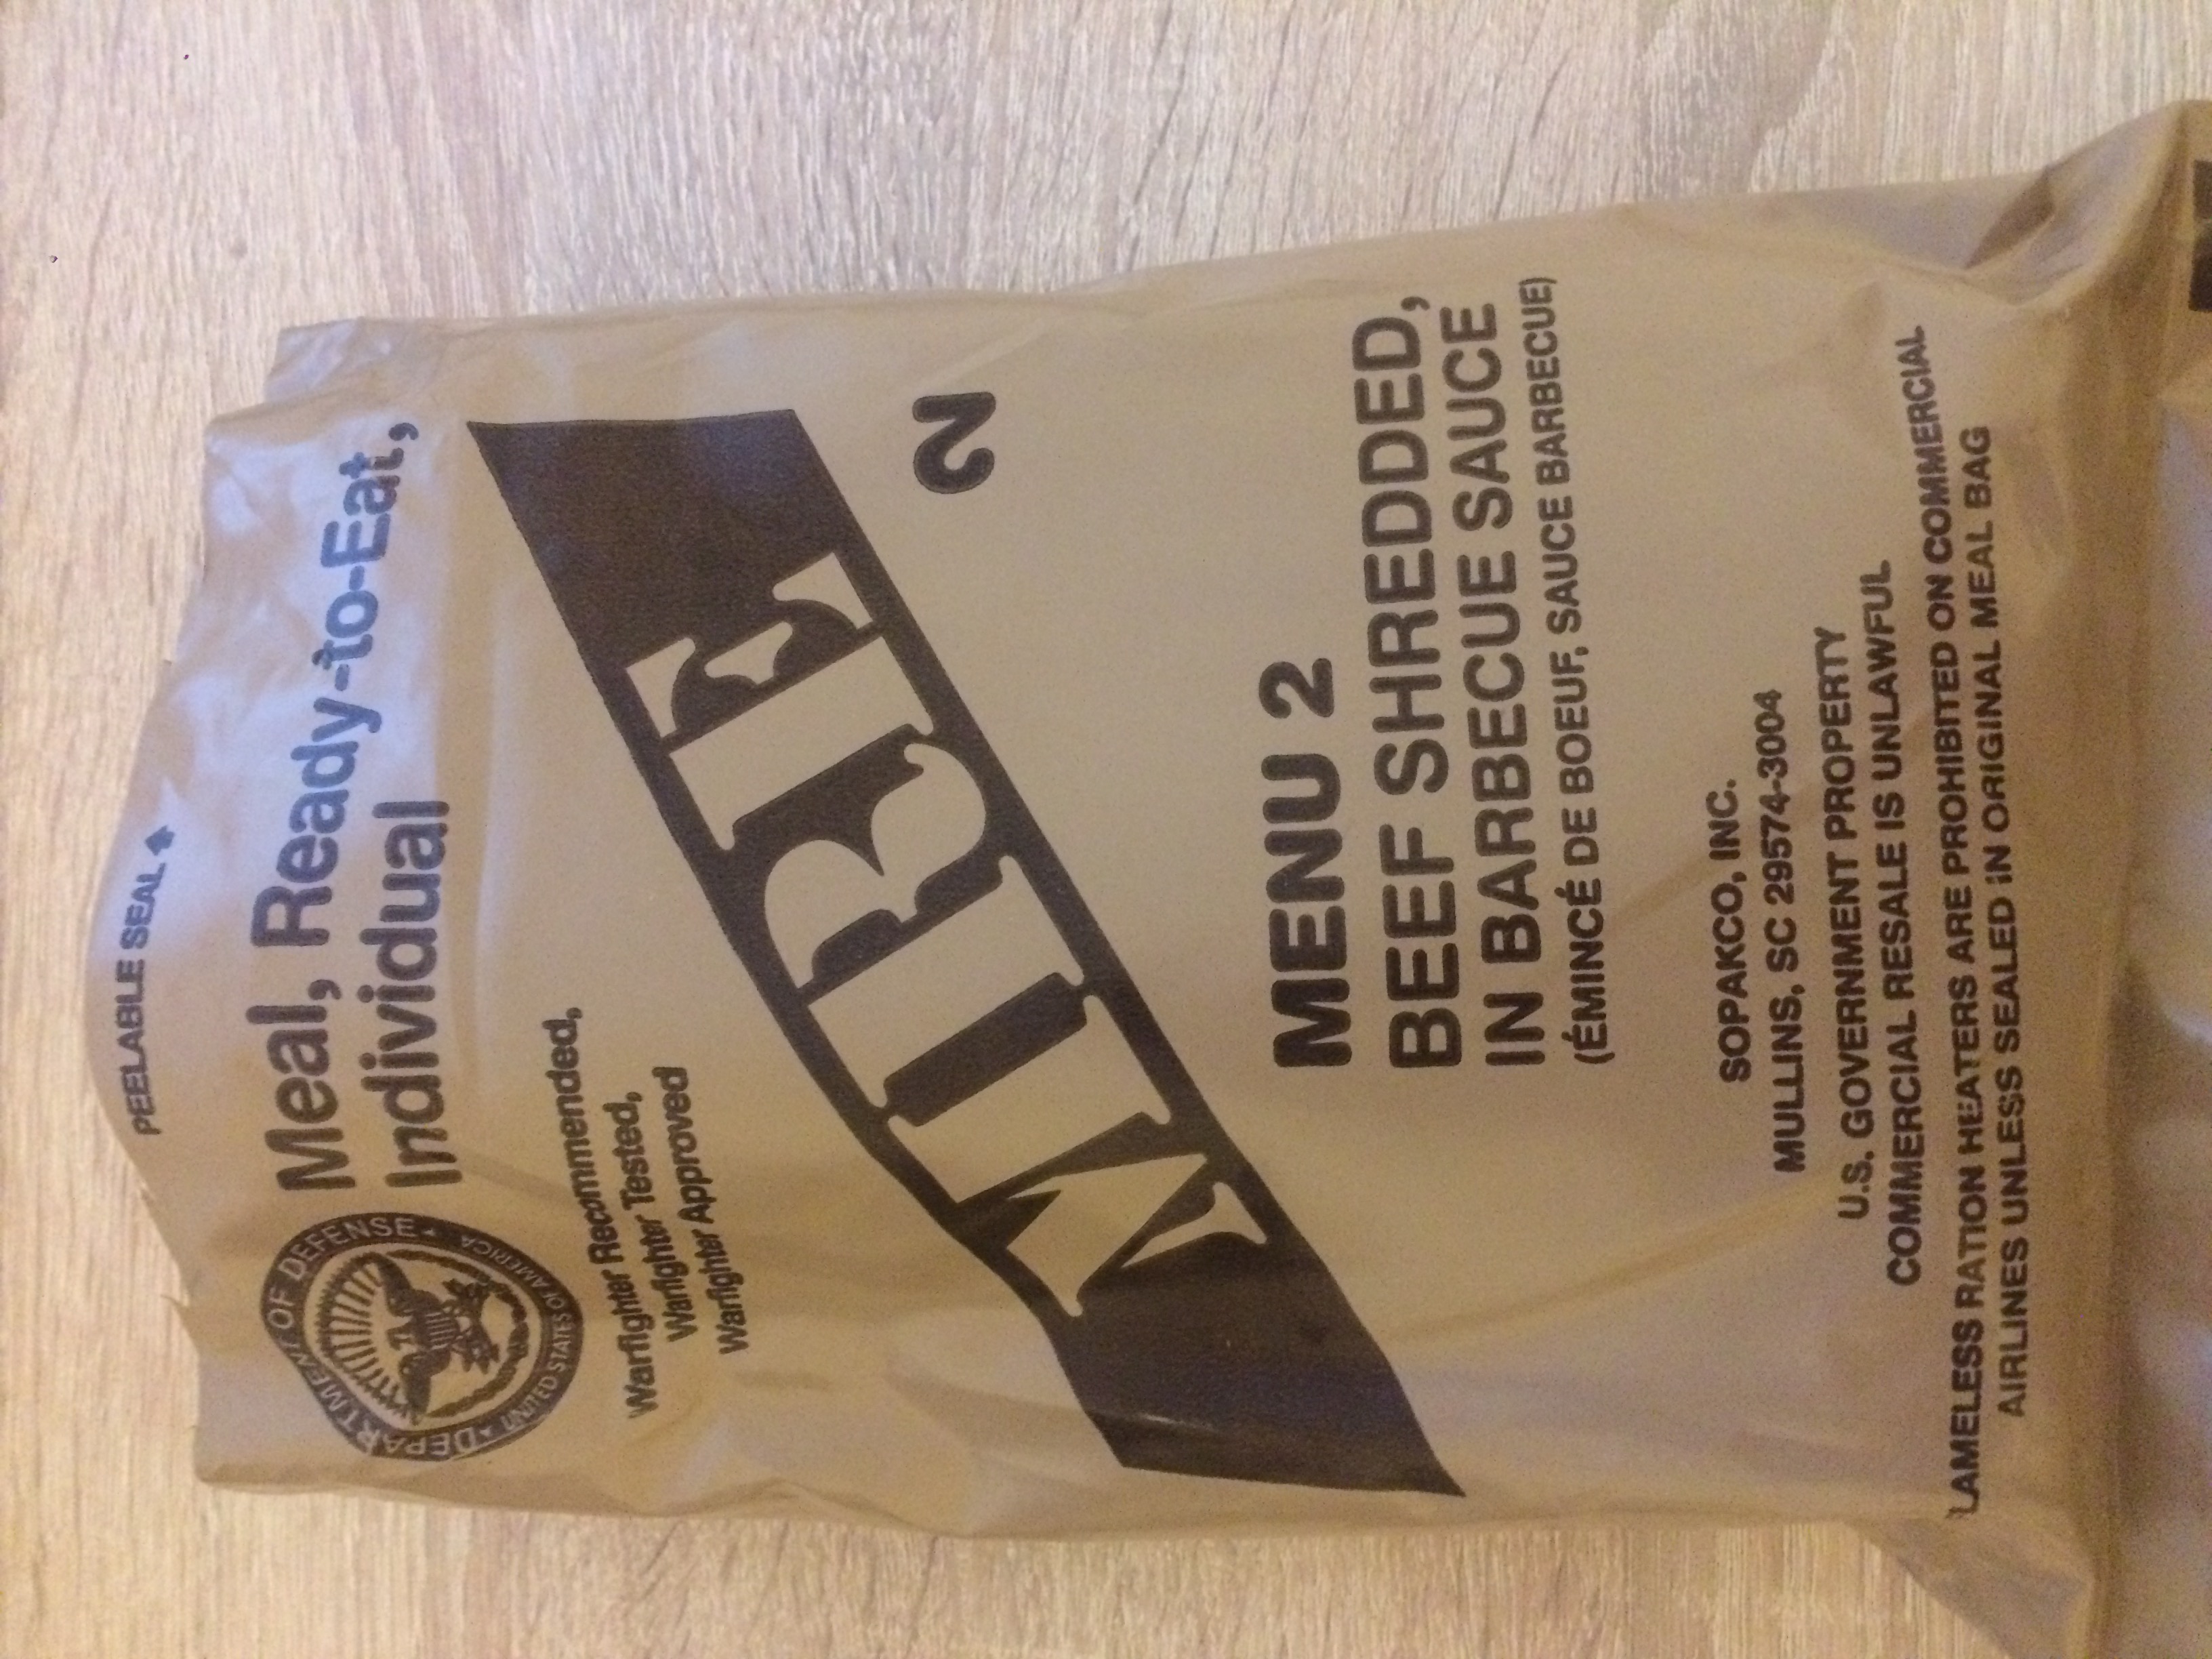 PEELABLE SEAL
Meal, Ready-to-Eat,
Individual
DEPARTMENT OF DEFENSE
UNITED STATES OF AMERICA
Warfighter Recommended,
Warfighter Tested,
Warfighter Approved
MRE
2
MENU 2
BEEF SHREDDED,
IN BARBECUE SAUCE
(ÉMINCÉ DE BOEUF, SAUCE BARBECUE)
SOPAKCO, INC.
MULLINS, SC 29574-3004
U.S. GOVERNMENT PROPERTY
COMMERCIAL RESALE IS UNLAWFUL
LAMELESS RATION HEATERS ARE PROHIBITED ON COMMERCIAL
AIRLINES UNLESS SEALED IN ORIGINAL MEAL BAG